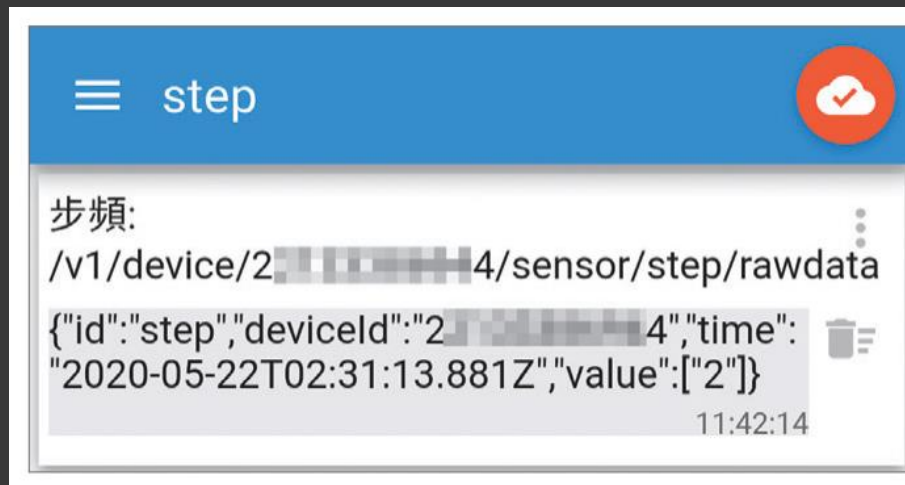 step
步頻:
/v1/device/2 4/sensor/step/rawdata
{"id":"step","deviceId":"2 4","time":
"2020-05-22T02:31:13.881Z","value":["2"]}
11:42:14